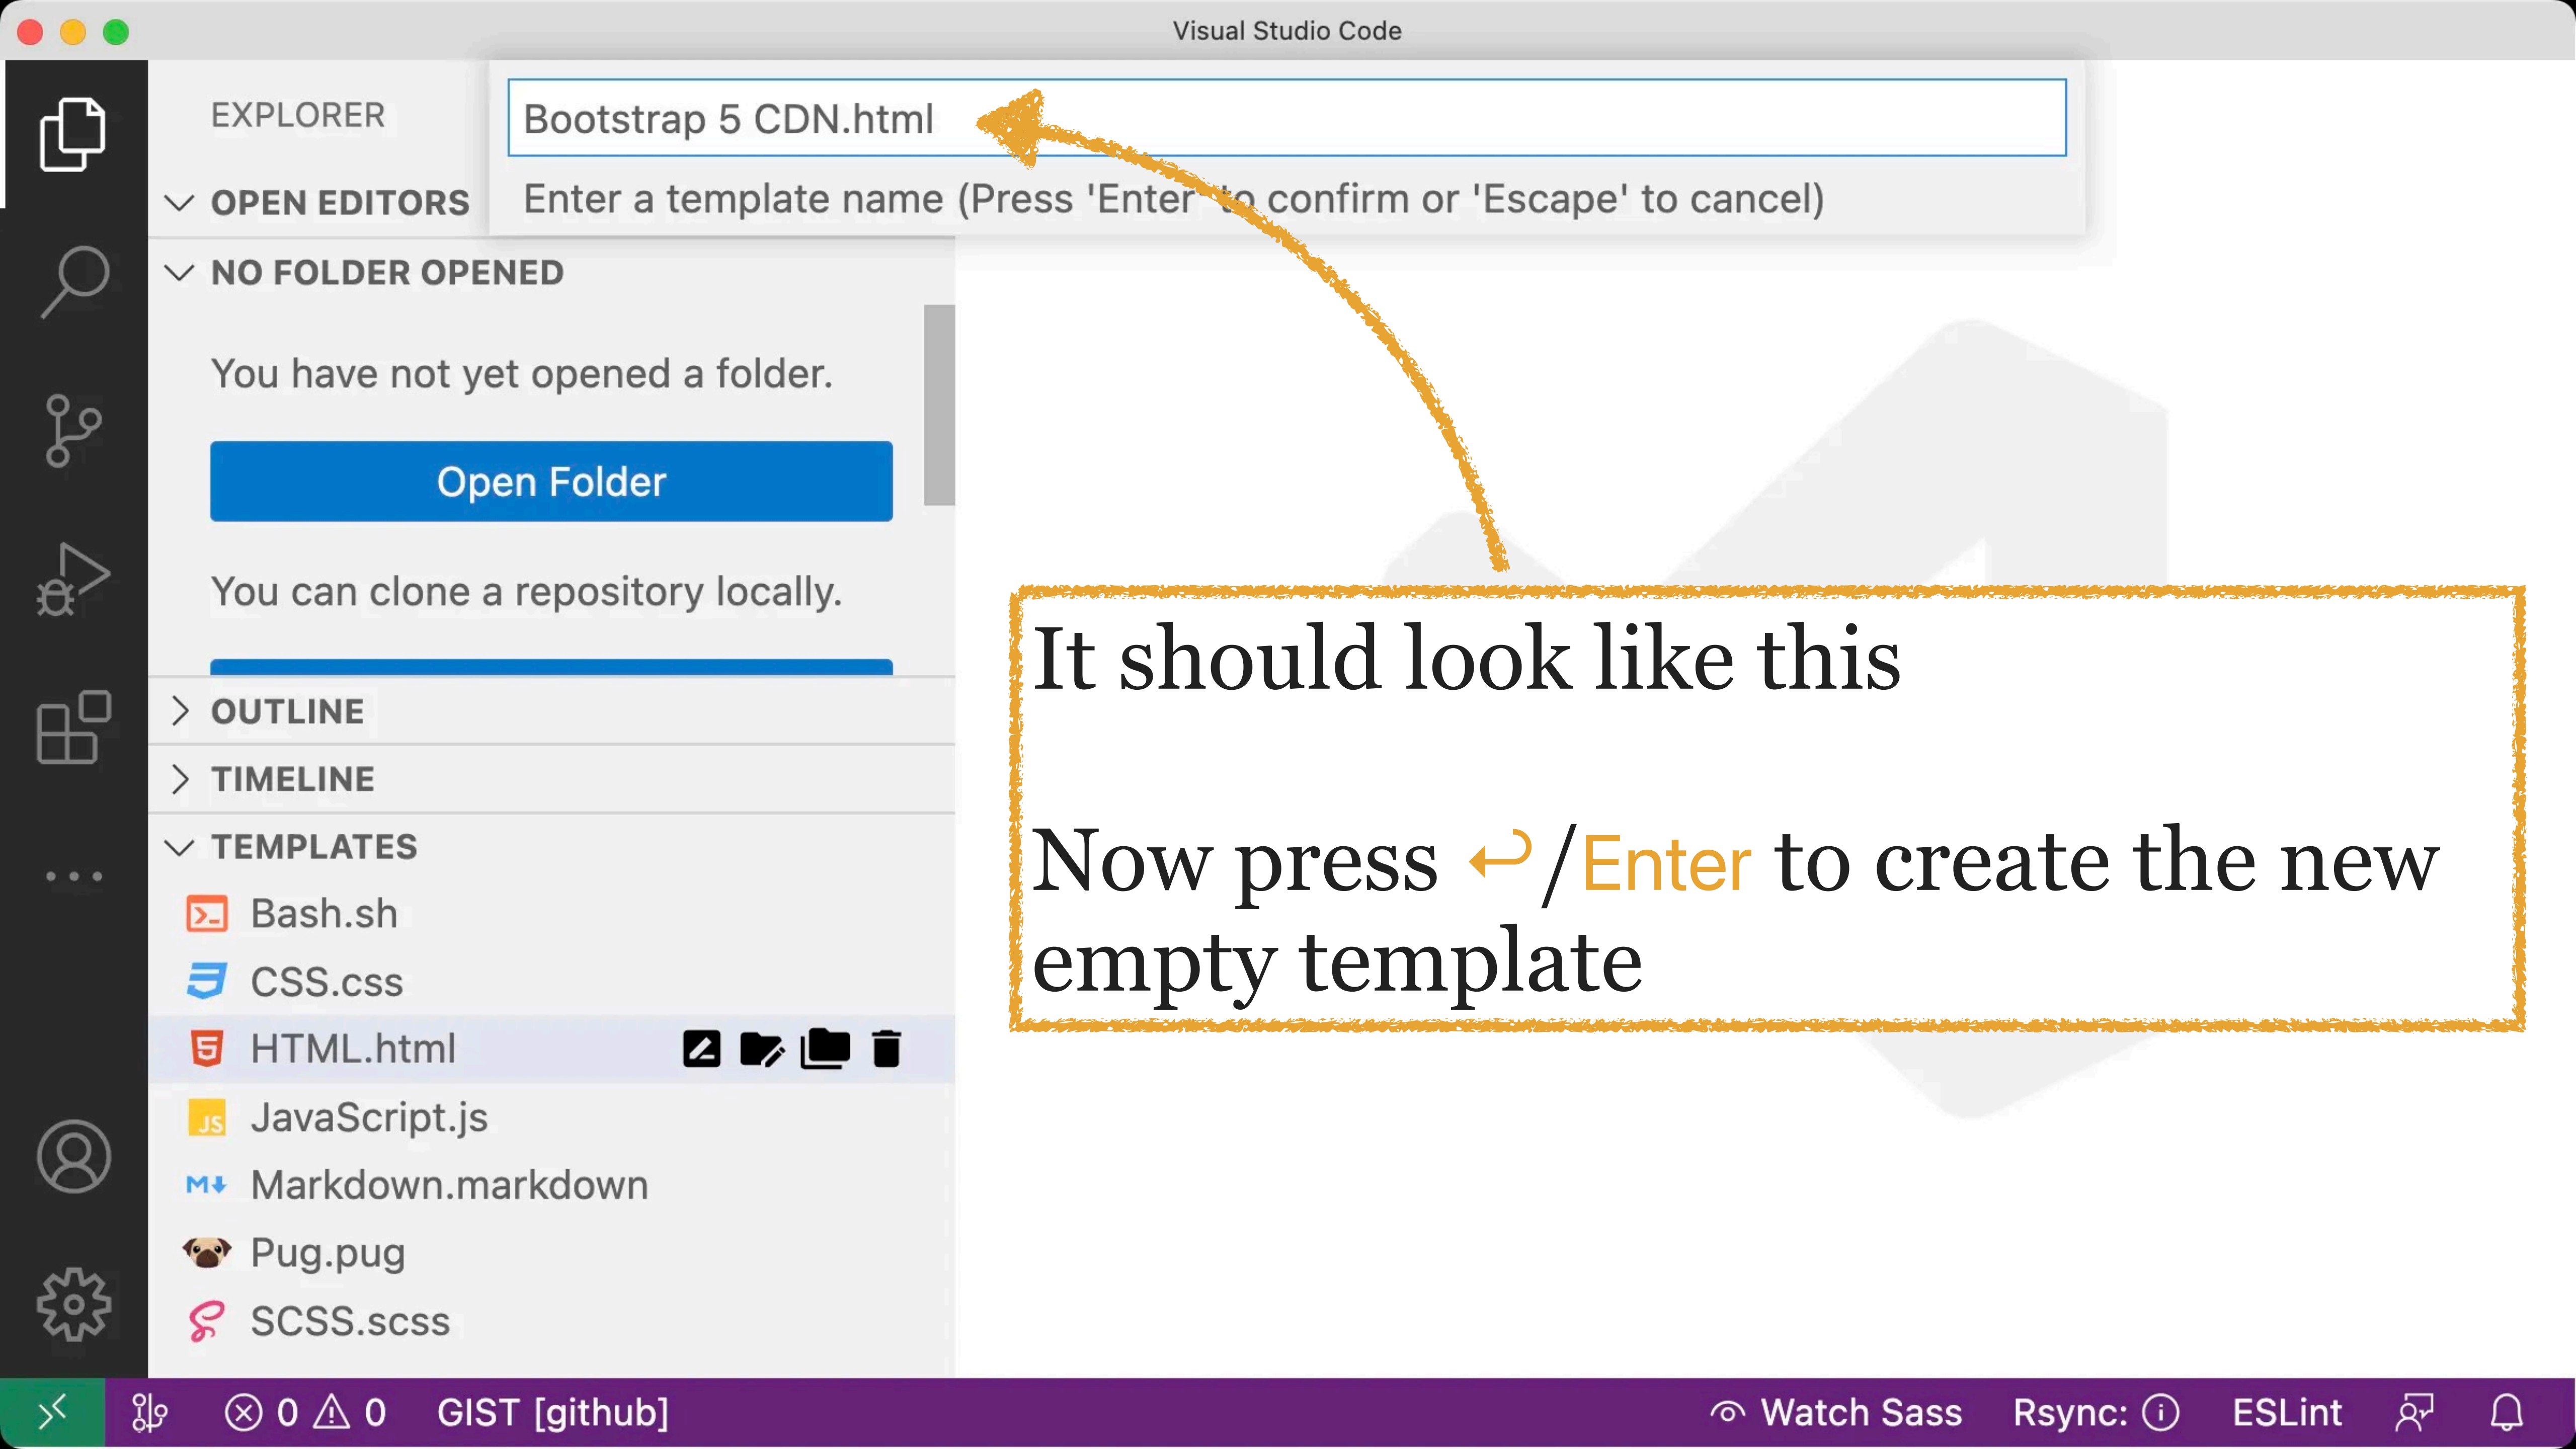 Visual Studio Code
EXPLORER
Bootstrap 5 CDN.html
Enter a template name (Press 'Enter' to confirm or 'Escape' to cancel)
OPEN EDITORS
NO FOLDER OPENED
You have not yet opened a folder.
Open Folder
You can clone a repository locally.
OUTLINE
TIMELINE
TEMPLATES
Bash.sh
CSS.css
HTML.html
JavaScript.js
Markdown.markdown
Pug.pug
SCSS.scss
It should look like this
Now press ↩/Enter to create the new
empty template
0 0 GIST [github] Watch Sass Rsync: ESLint